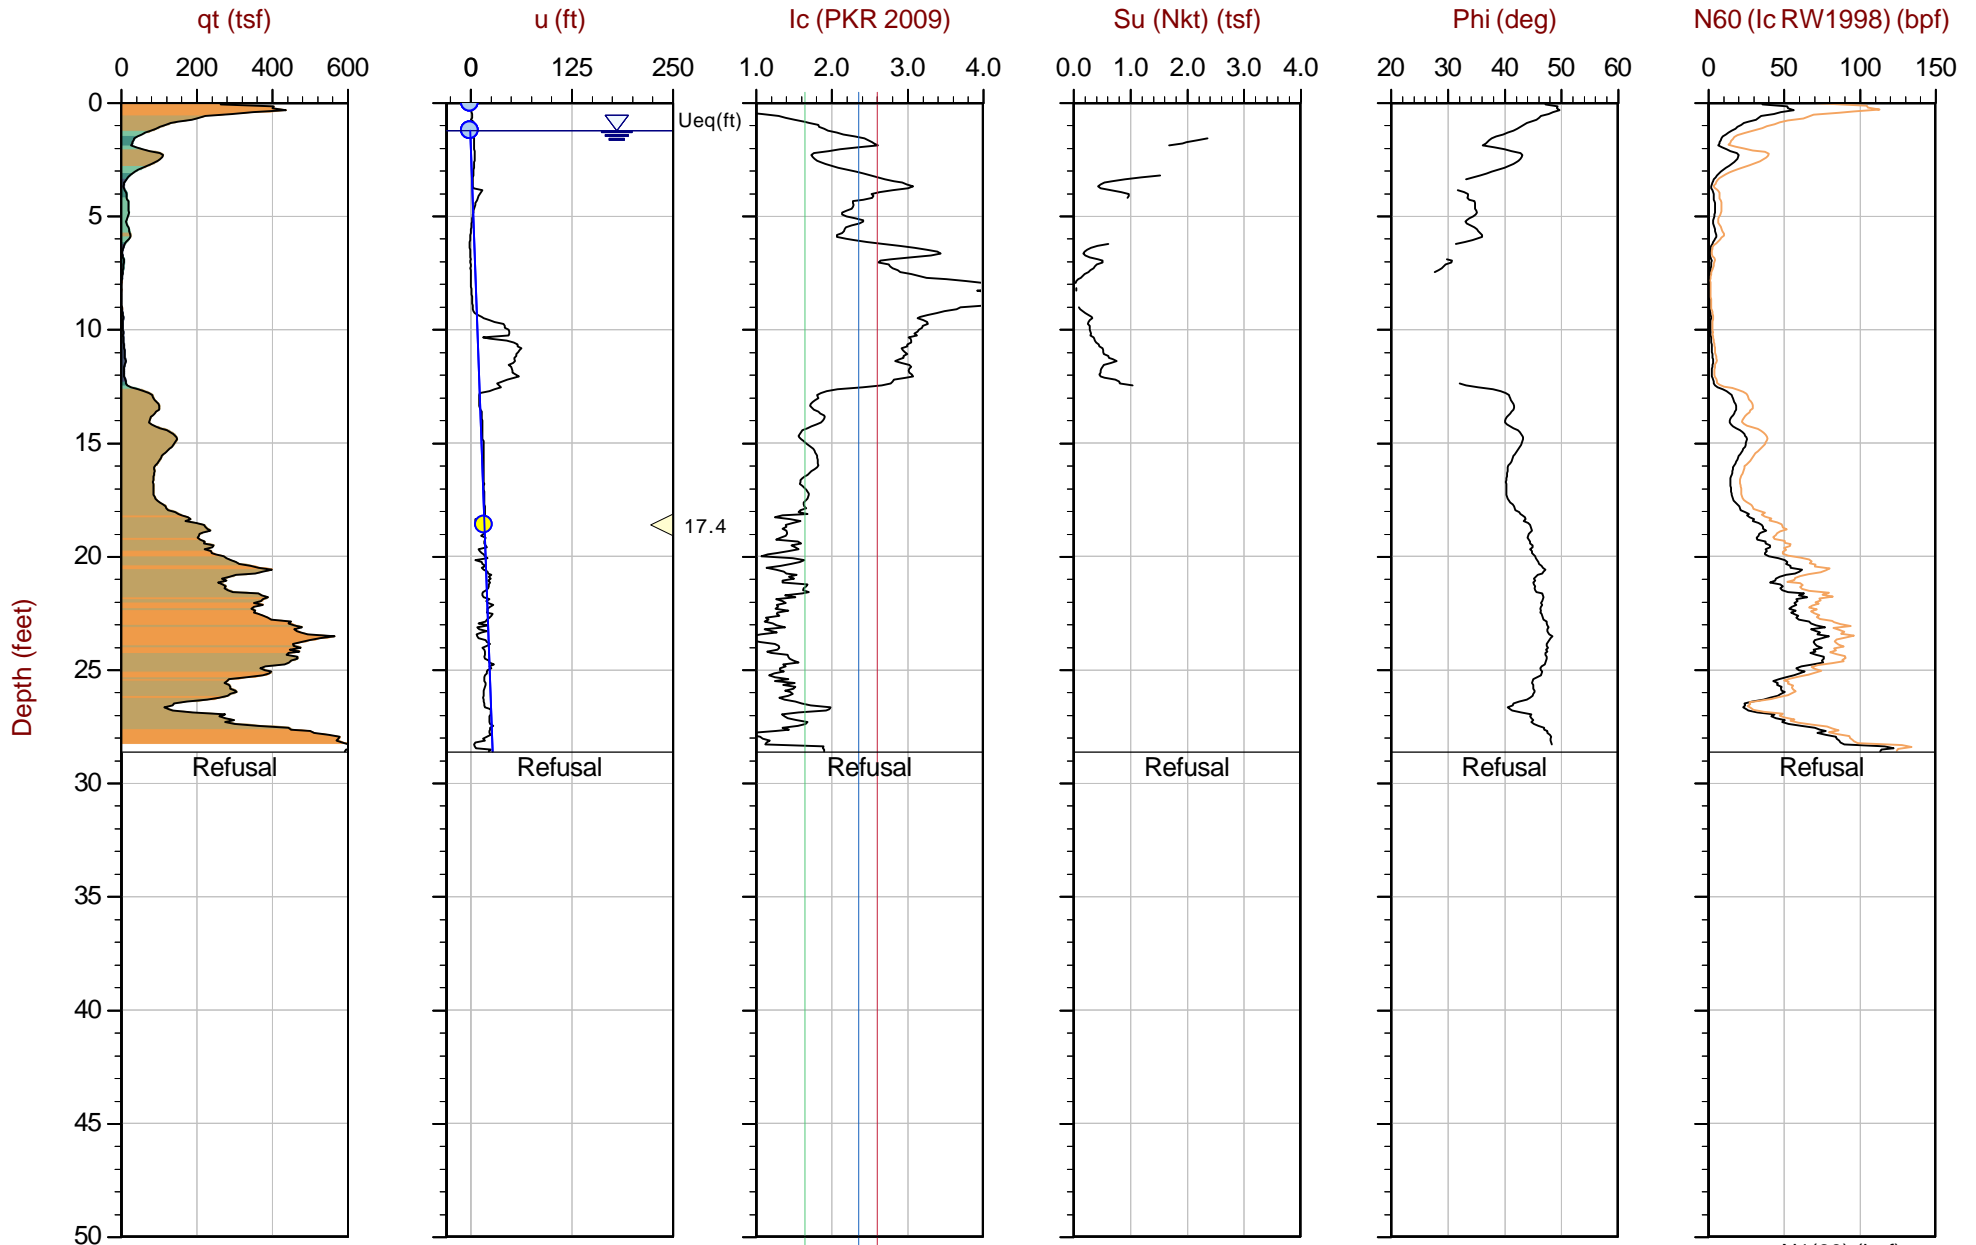 qt (tsf) u (ft) Ic (PKR 2009) Su (Nkt) (tsf) Phi (deg) N60 (Ic RW1998) (bpf)
0 200 400 600 0 125 250 1.0 2.0 3.0 4.0 0.0 1.0 2.0 3.0 4.0 20 30 40 50 60 0 50 100 150
0
Ueq(ft)
5
10
15
17.4
20
25
Depth (feet)
Refusal Refusal Refusal Refusal Refusal Refusal
30
35
40
45
50